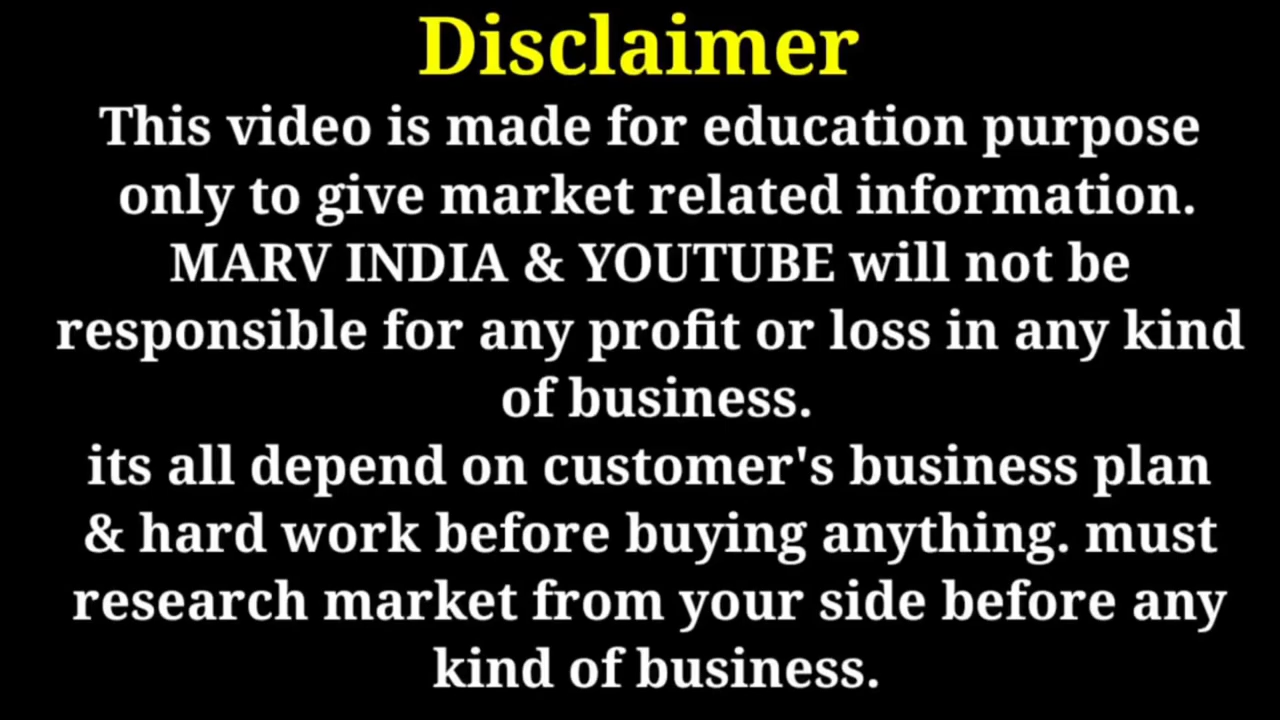 Disclaimer
This video is made for education purpose
only to give market related information.
MARV INDIA & YOUTUBE will not be
responsible for any profit or loss in any kind
of business.
its all depend on customer's business plan
& hard work before buying anything. must
research market from your side before any
kind of business.